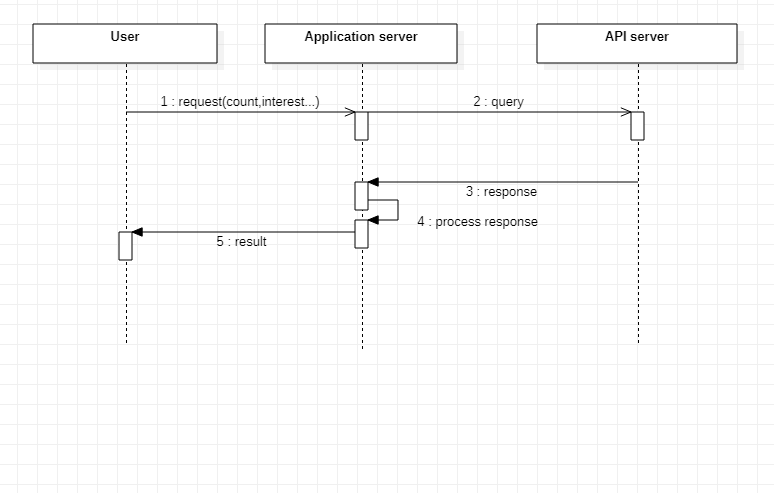 User
Application server
API server
1 : request(count,interest...)
2 : query
3 : response
4 : process response
5 : result